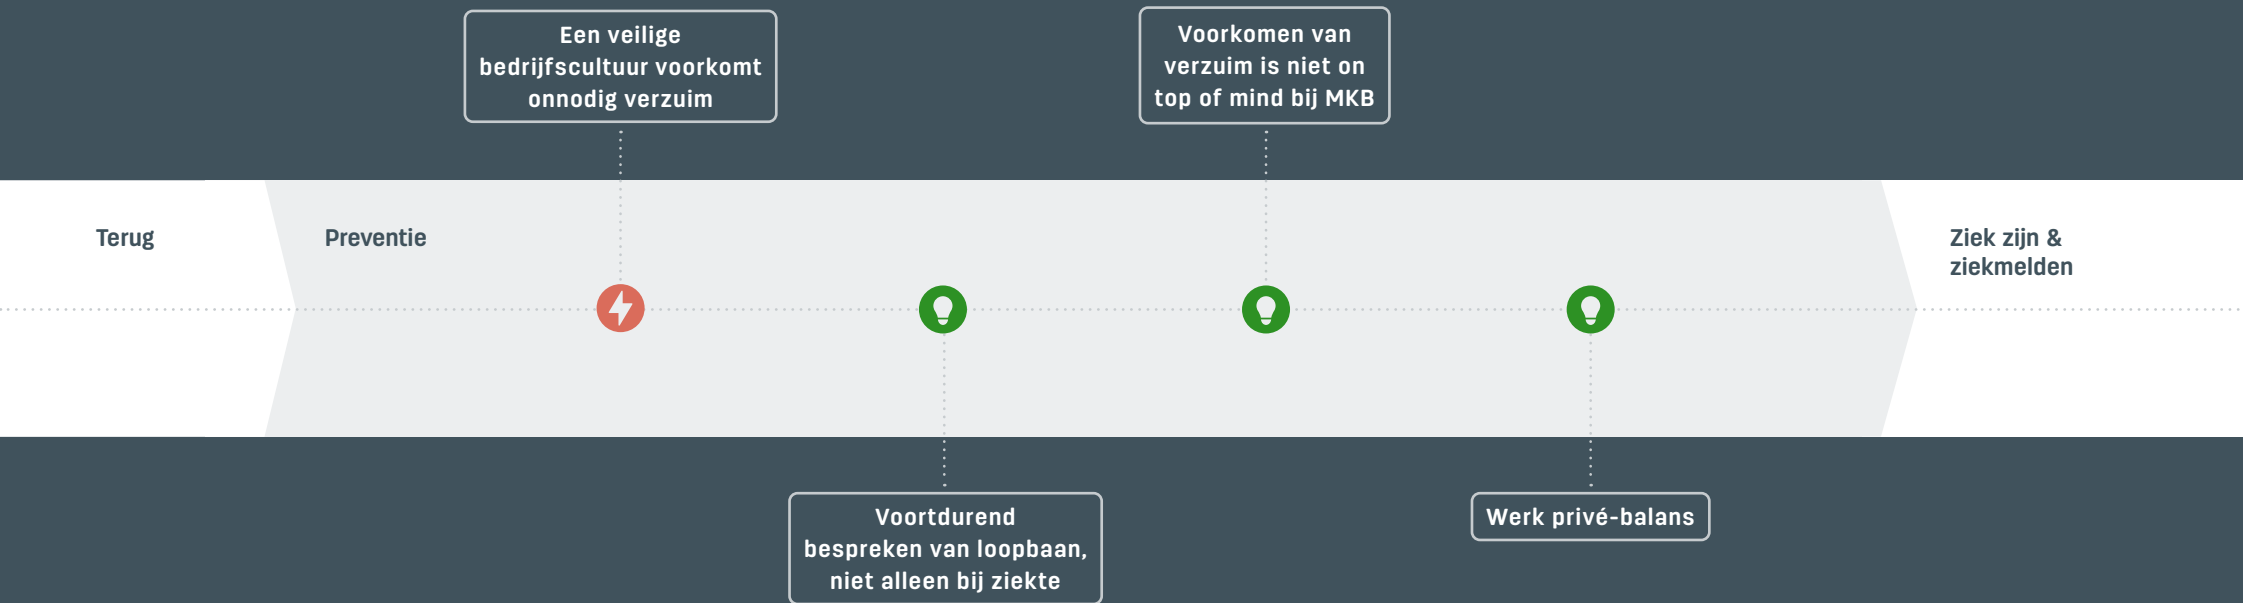 Een veilige
bedrijfscultuur voorkomt
onnodig verzuim
Voorkomen van
verzuim is niet on
top of mind bij MKB
Terug
Preventie
Ziek zijn &
ziekmelden
Voortdurend
bespreken van loopbaan,
niet alleen bij ziekte
Werk privé-balans